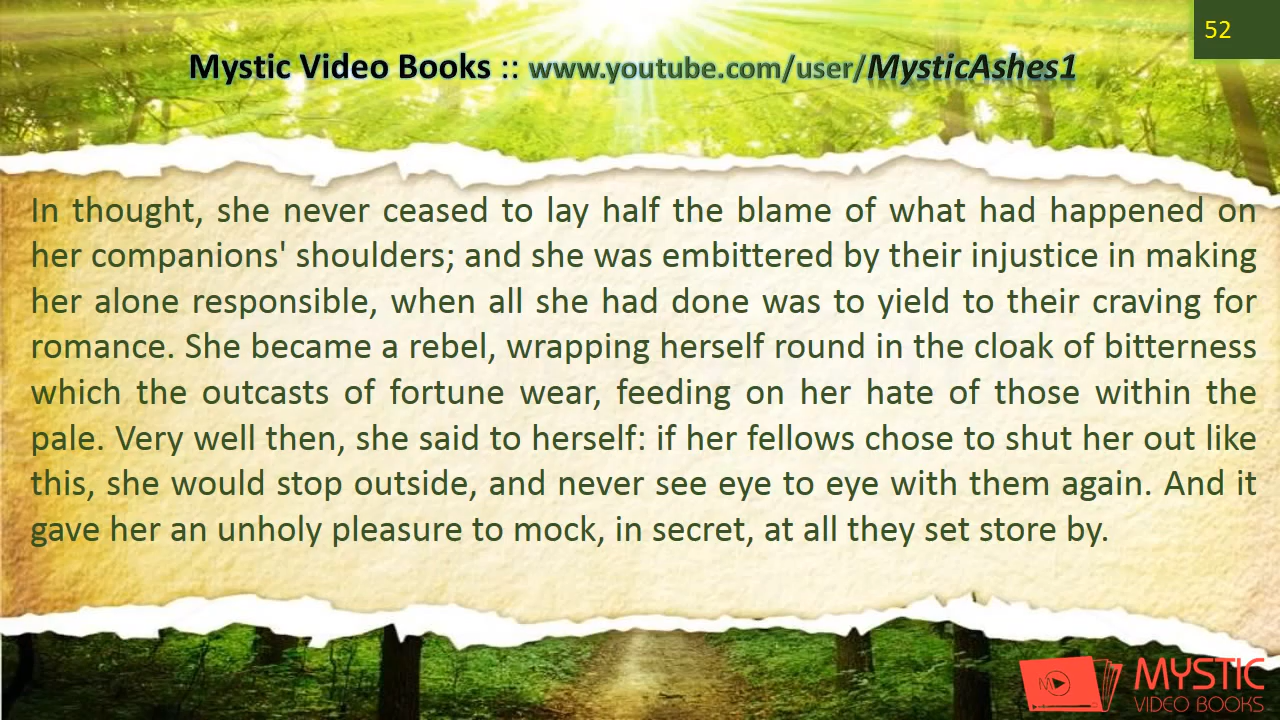 52
Mystic Video Books :: www.youtube.com/user/MysticAshes1
In thought, she never ceased to lay half the blame of what had happened on
her companions' shoulders; and she was embittered by their injustice in making
her alone responsible, when all she had done was to yield to their craving for
romance. She became a rebel, wrapping herself round in the cloak of bitterness
which the outcasts of fortune wear, feeding on her hate of those within the
pale. Very well then, she said to herself: if her fellows chose to shut her out like
this, she would stop outside, and never see eye to eye with them again. And it
gave her an unholy pleasure to mock, in secret, at all they set store by.
MYSTIC
VIDEO BOOKS